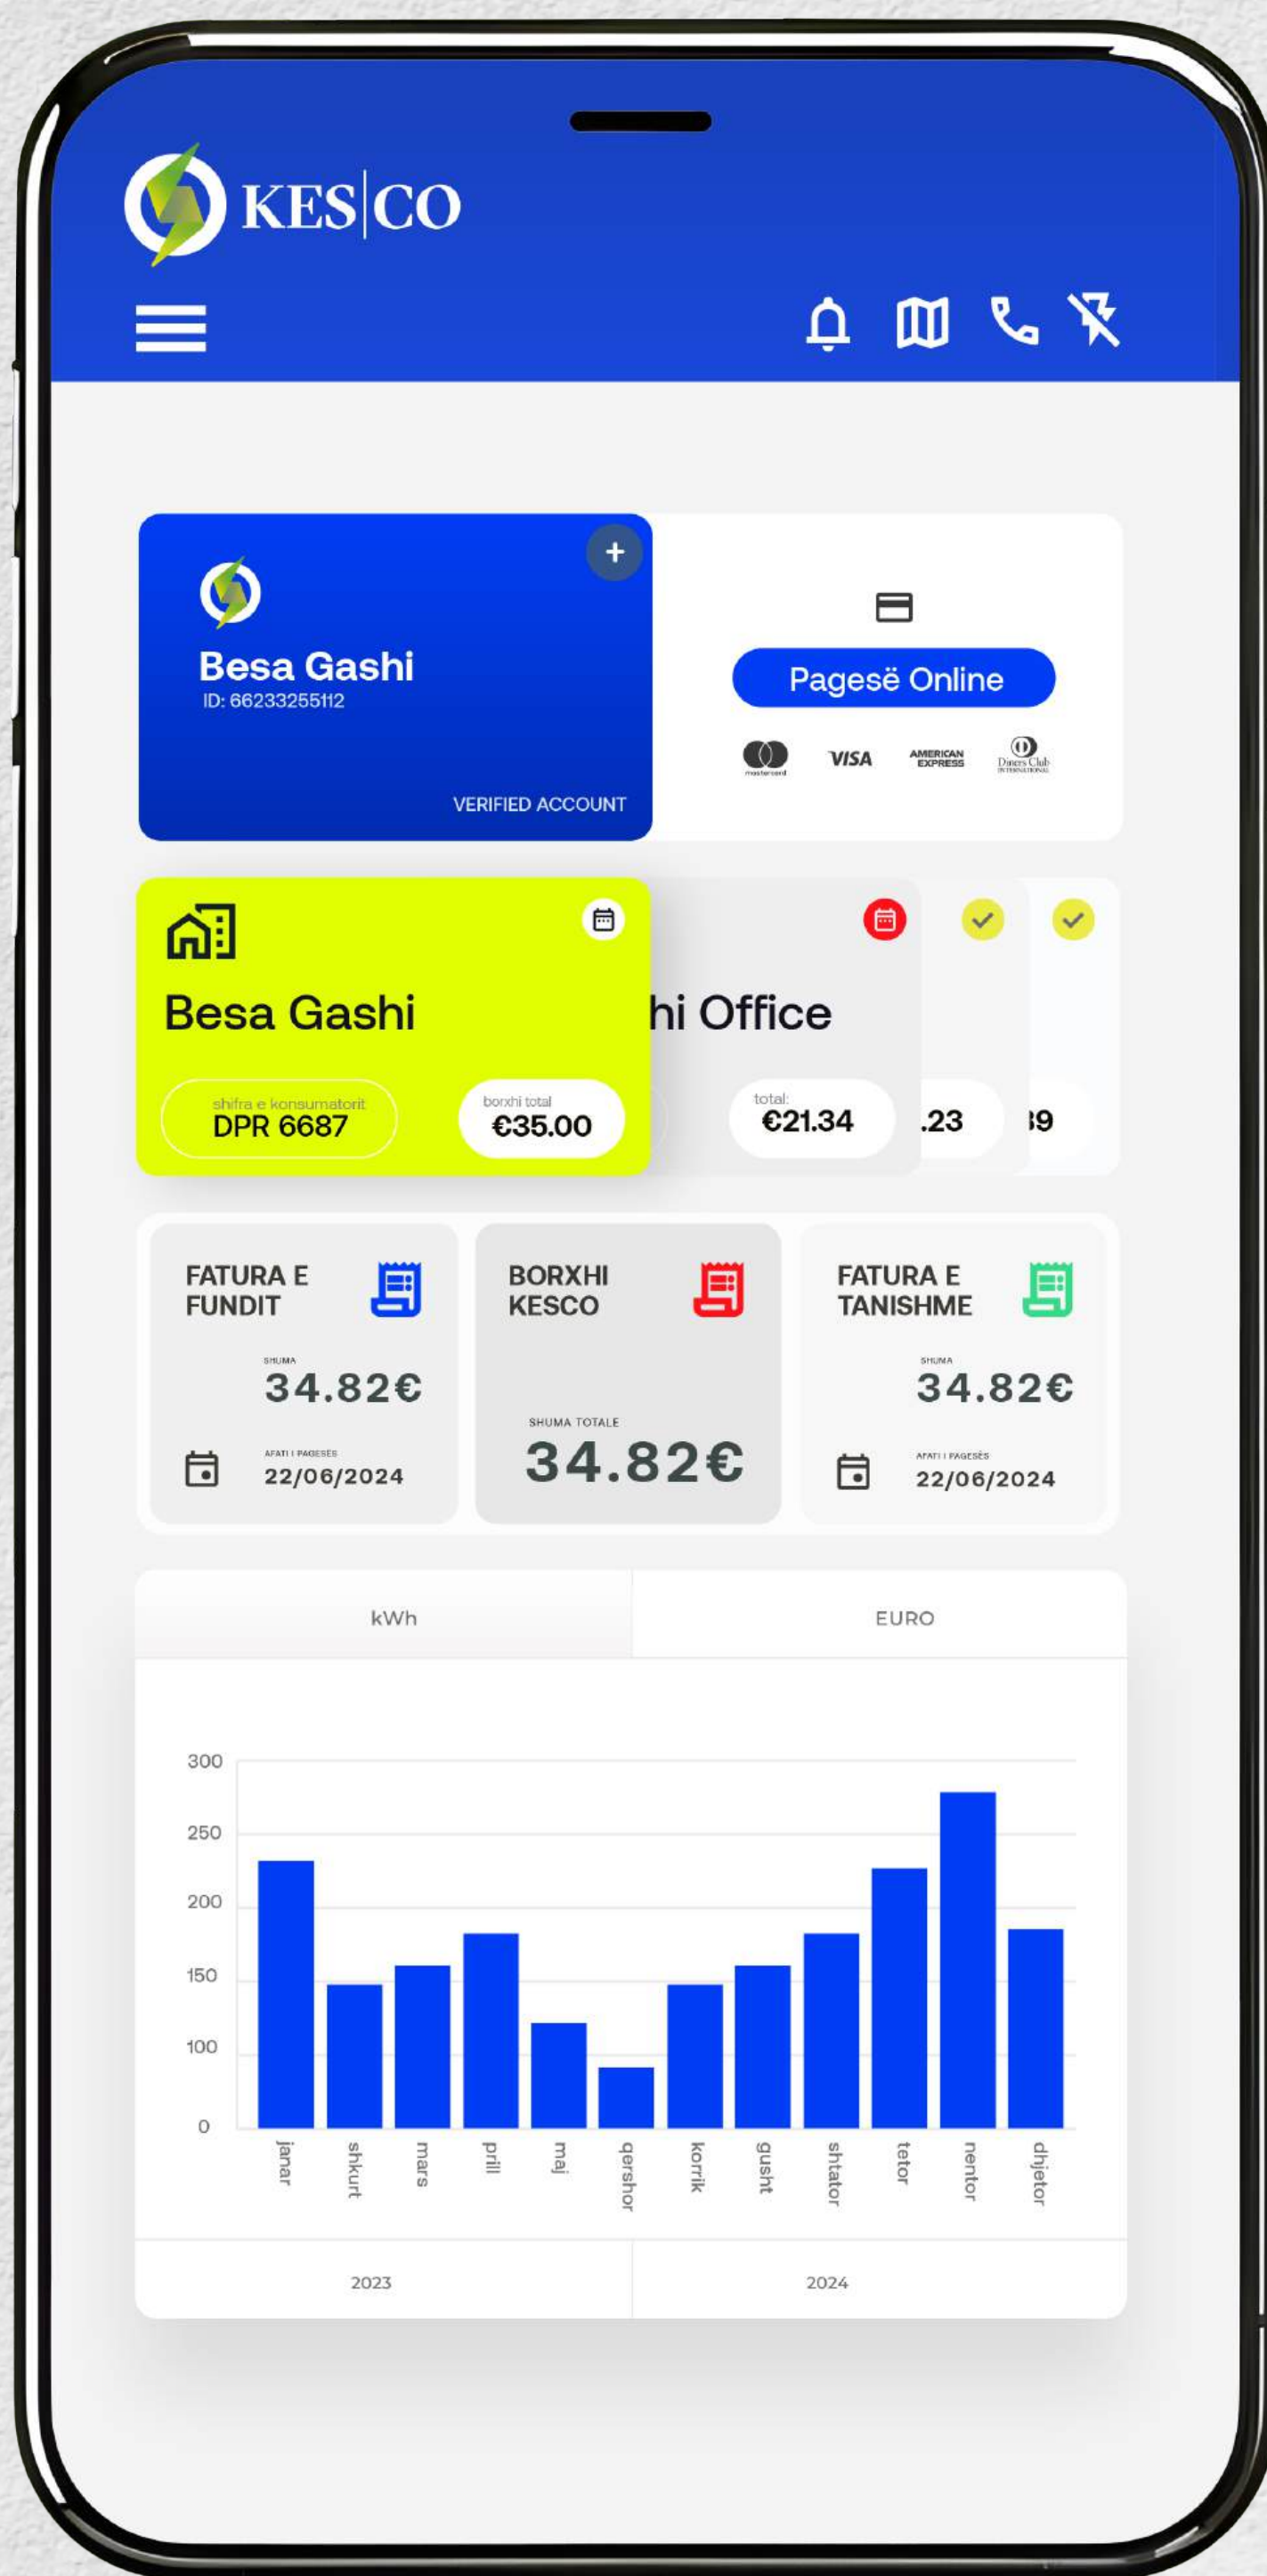 KES|CO
Besa Gashi
ID: 66233255112
VERIFIED ACCOUNT
Pagesë Online
mastercard
VISA
AMERICAN
EXPRESS
Diners Club
INTERNATIONAL
Besa Gashi
shifra e konsumatorit
DPR 6687
borxhi total
€35.00
hi Office
total:
€21.34
.23
39
FATURA E
FUNDIT
SHUMA
34.82€
AFATI I PAGESËS
22/06/2024
BORXHI
KESCO
SHUMA TOTALE
34.82€
FATURA E
TANISHME
SHUMA
34.82€
AFATI I PAGESËS
22/06/2024
kWh
EURO
300
250
200
150
100
0
janar
shkurt
mars
prill
maj
qershor
korrik
gusht
shtator
tetor
nentor
dhjetor
2023
2024